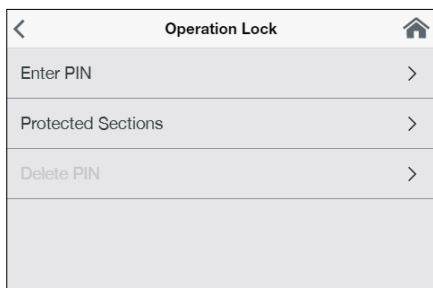 Operation Lock
Enter PIN
Protected Sections
Delete PIN